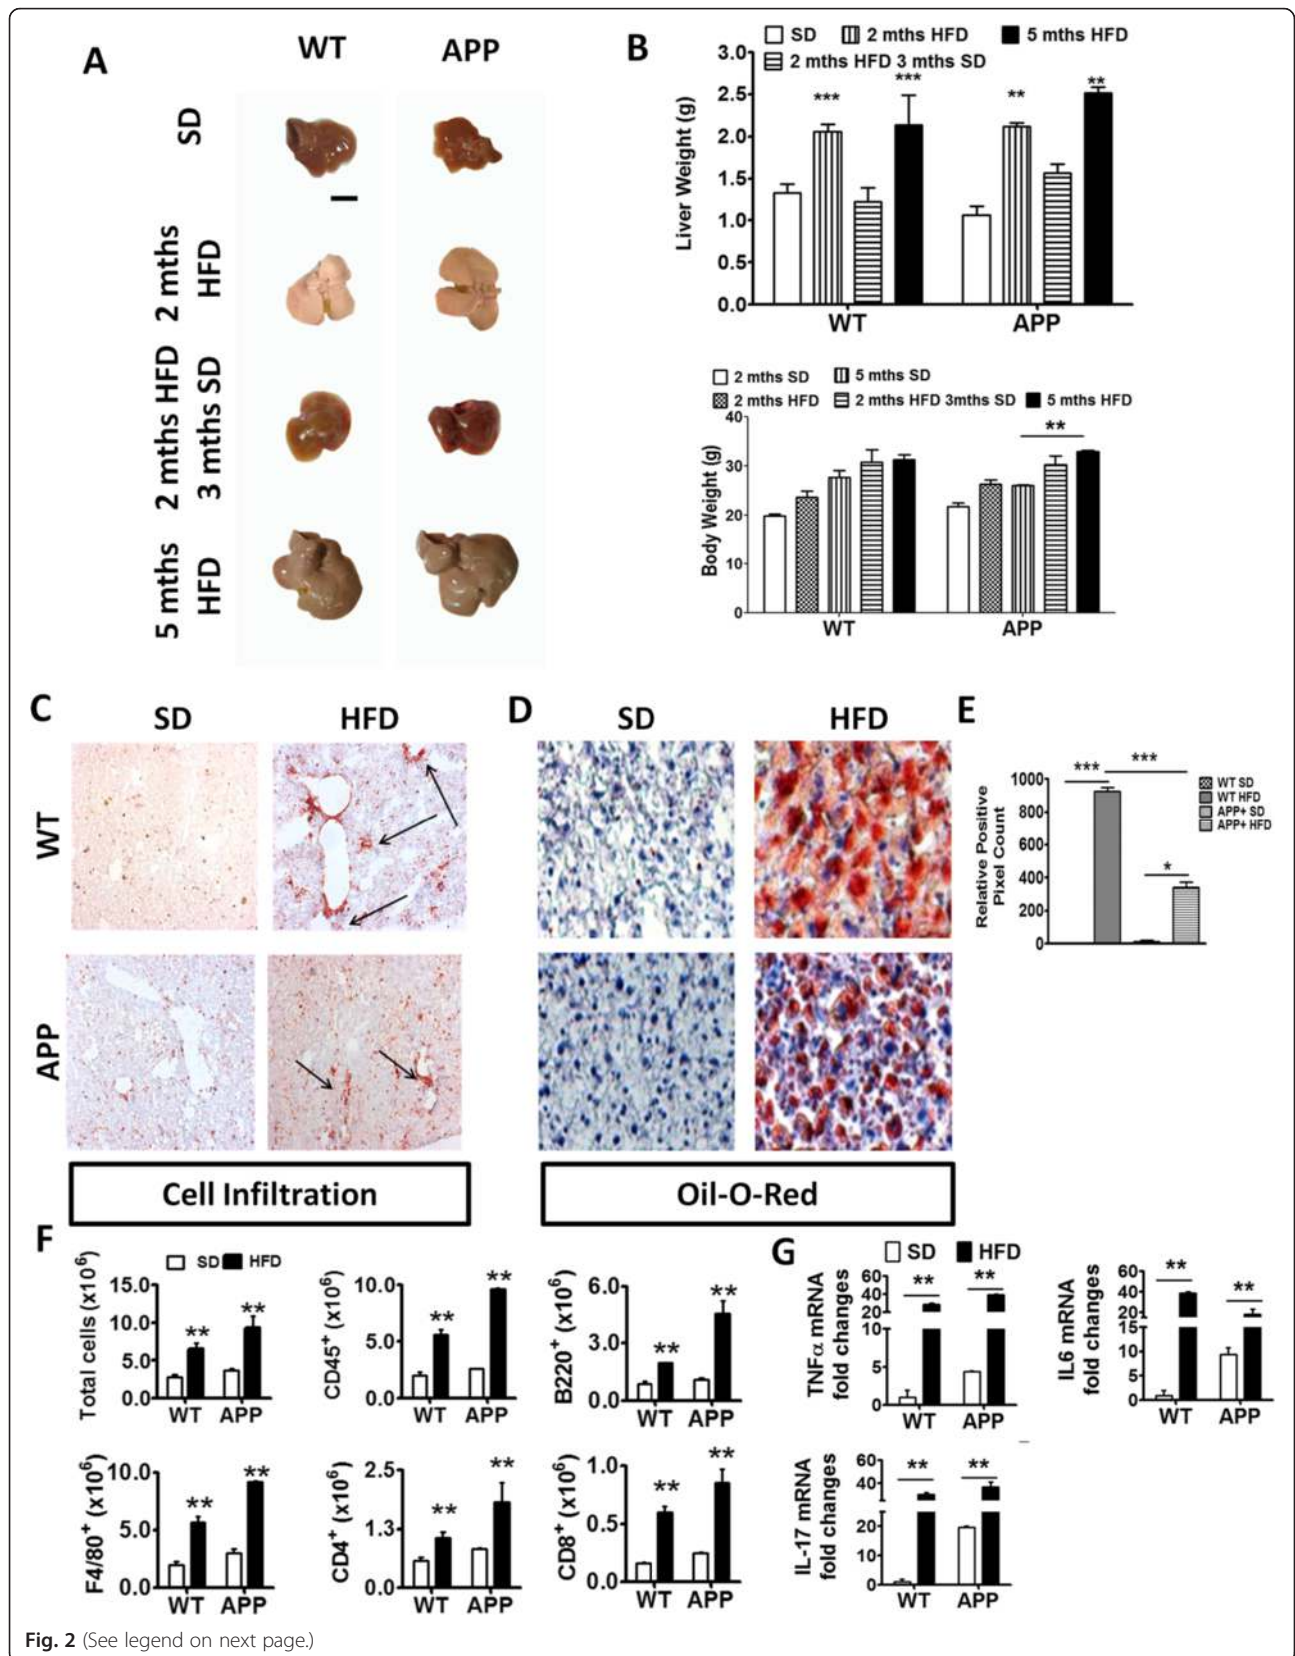 A
WT
APP
SD
2 mths
HFD
2 mths HFD
3 mths SD
5 mths
HFD
B
SD 2 mths HFD 5 mths HFD
2 mths HFD 3 mths SD
Liver Weight (g)
3.0
2.5
2.0
1.5
1.0
0.5
0.0
*** *** ** **
WT APP
2 mths SD 5 mths SD
2 mths HFD 2 mths HFD 3mths SD 5 mths HFD
Body Weight (g)
40
30
20
10
0
**
WT APP
C
SD HFD
WT
APP
Cell Infiltration
D
SD HFD
Oil-O-Red
E
Relative Positive
Pixel Count
1000
800
600
400
200
0
*** ***
*
WT SD
WT HFD
APP+ SD
APP+ HFD
F
SD HFD
Total cells (x10⁶)
15.0
10.0
5.0
0.0
** **
WT APP
CD45⁺ (x10⁶)
10.0
5.0
0.0
** **
WT APP
B220⁺ (x10⁶)
6.0
3.0
0.0
** **
WT APP
F4/80⁺ (x10⁶)
10.0
5.0
0.0
** **
WT APP
CD4⁺ (x10⁶)
2.5
1.3
0.0
** **
WT APP
CD8⁺ (x10⁶)
1.0
0.5
0.0
** **
WT APP
G
SD HFD
TNFα mRNA
fold changes
60
40
20
10
5
0
** **
WT APP
IL6 mRNA
fold changes
60
40
20
15
10
5
0
** **
WT APP
IL-17 mRNA
fold changes
60
40
20
10
0
** **
WT APP
Fig. 2 (See legend on next page.)